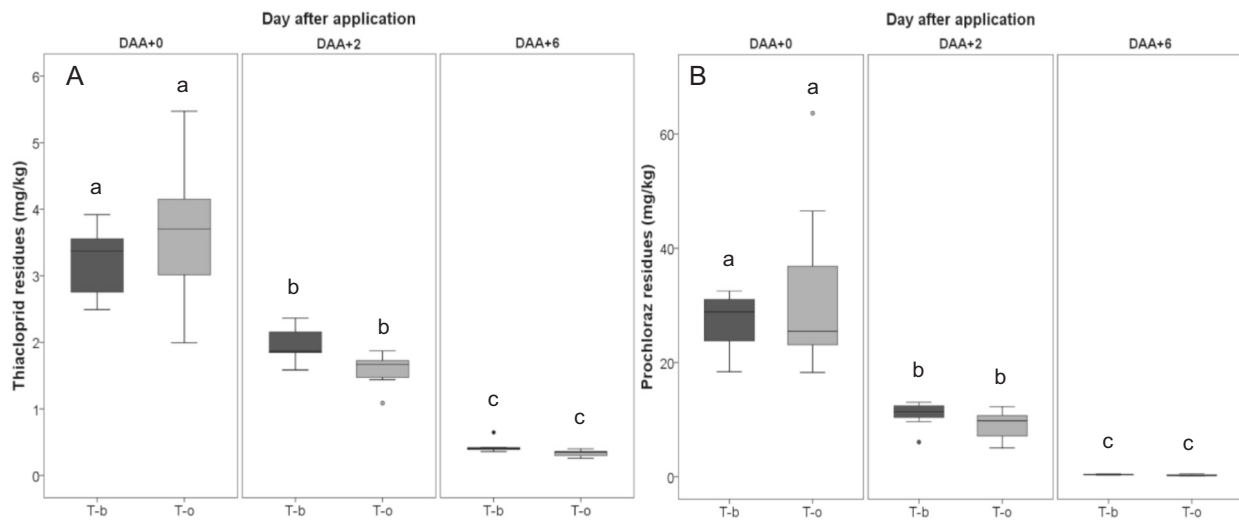 Day after application
DAA+0 DAA+2 DAA+6
A
Thiacloprid residues (mg/kg)
6
5
4
3
2
1
0
a
a
b
b
c
c
T-b T-o T-b T-o T-b T-o
Day after application
DAA+0 DAA+2 DAA+6
B
Prochloraz residues (mg/kg)
60
40
20
0
a
a
b
b
c
c
T-b T-o T-b T-o T-b T-o